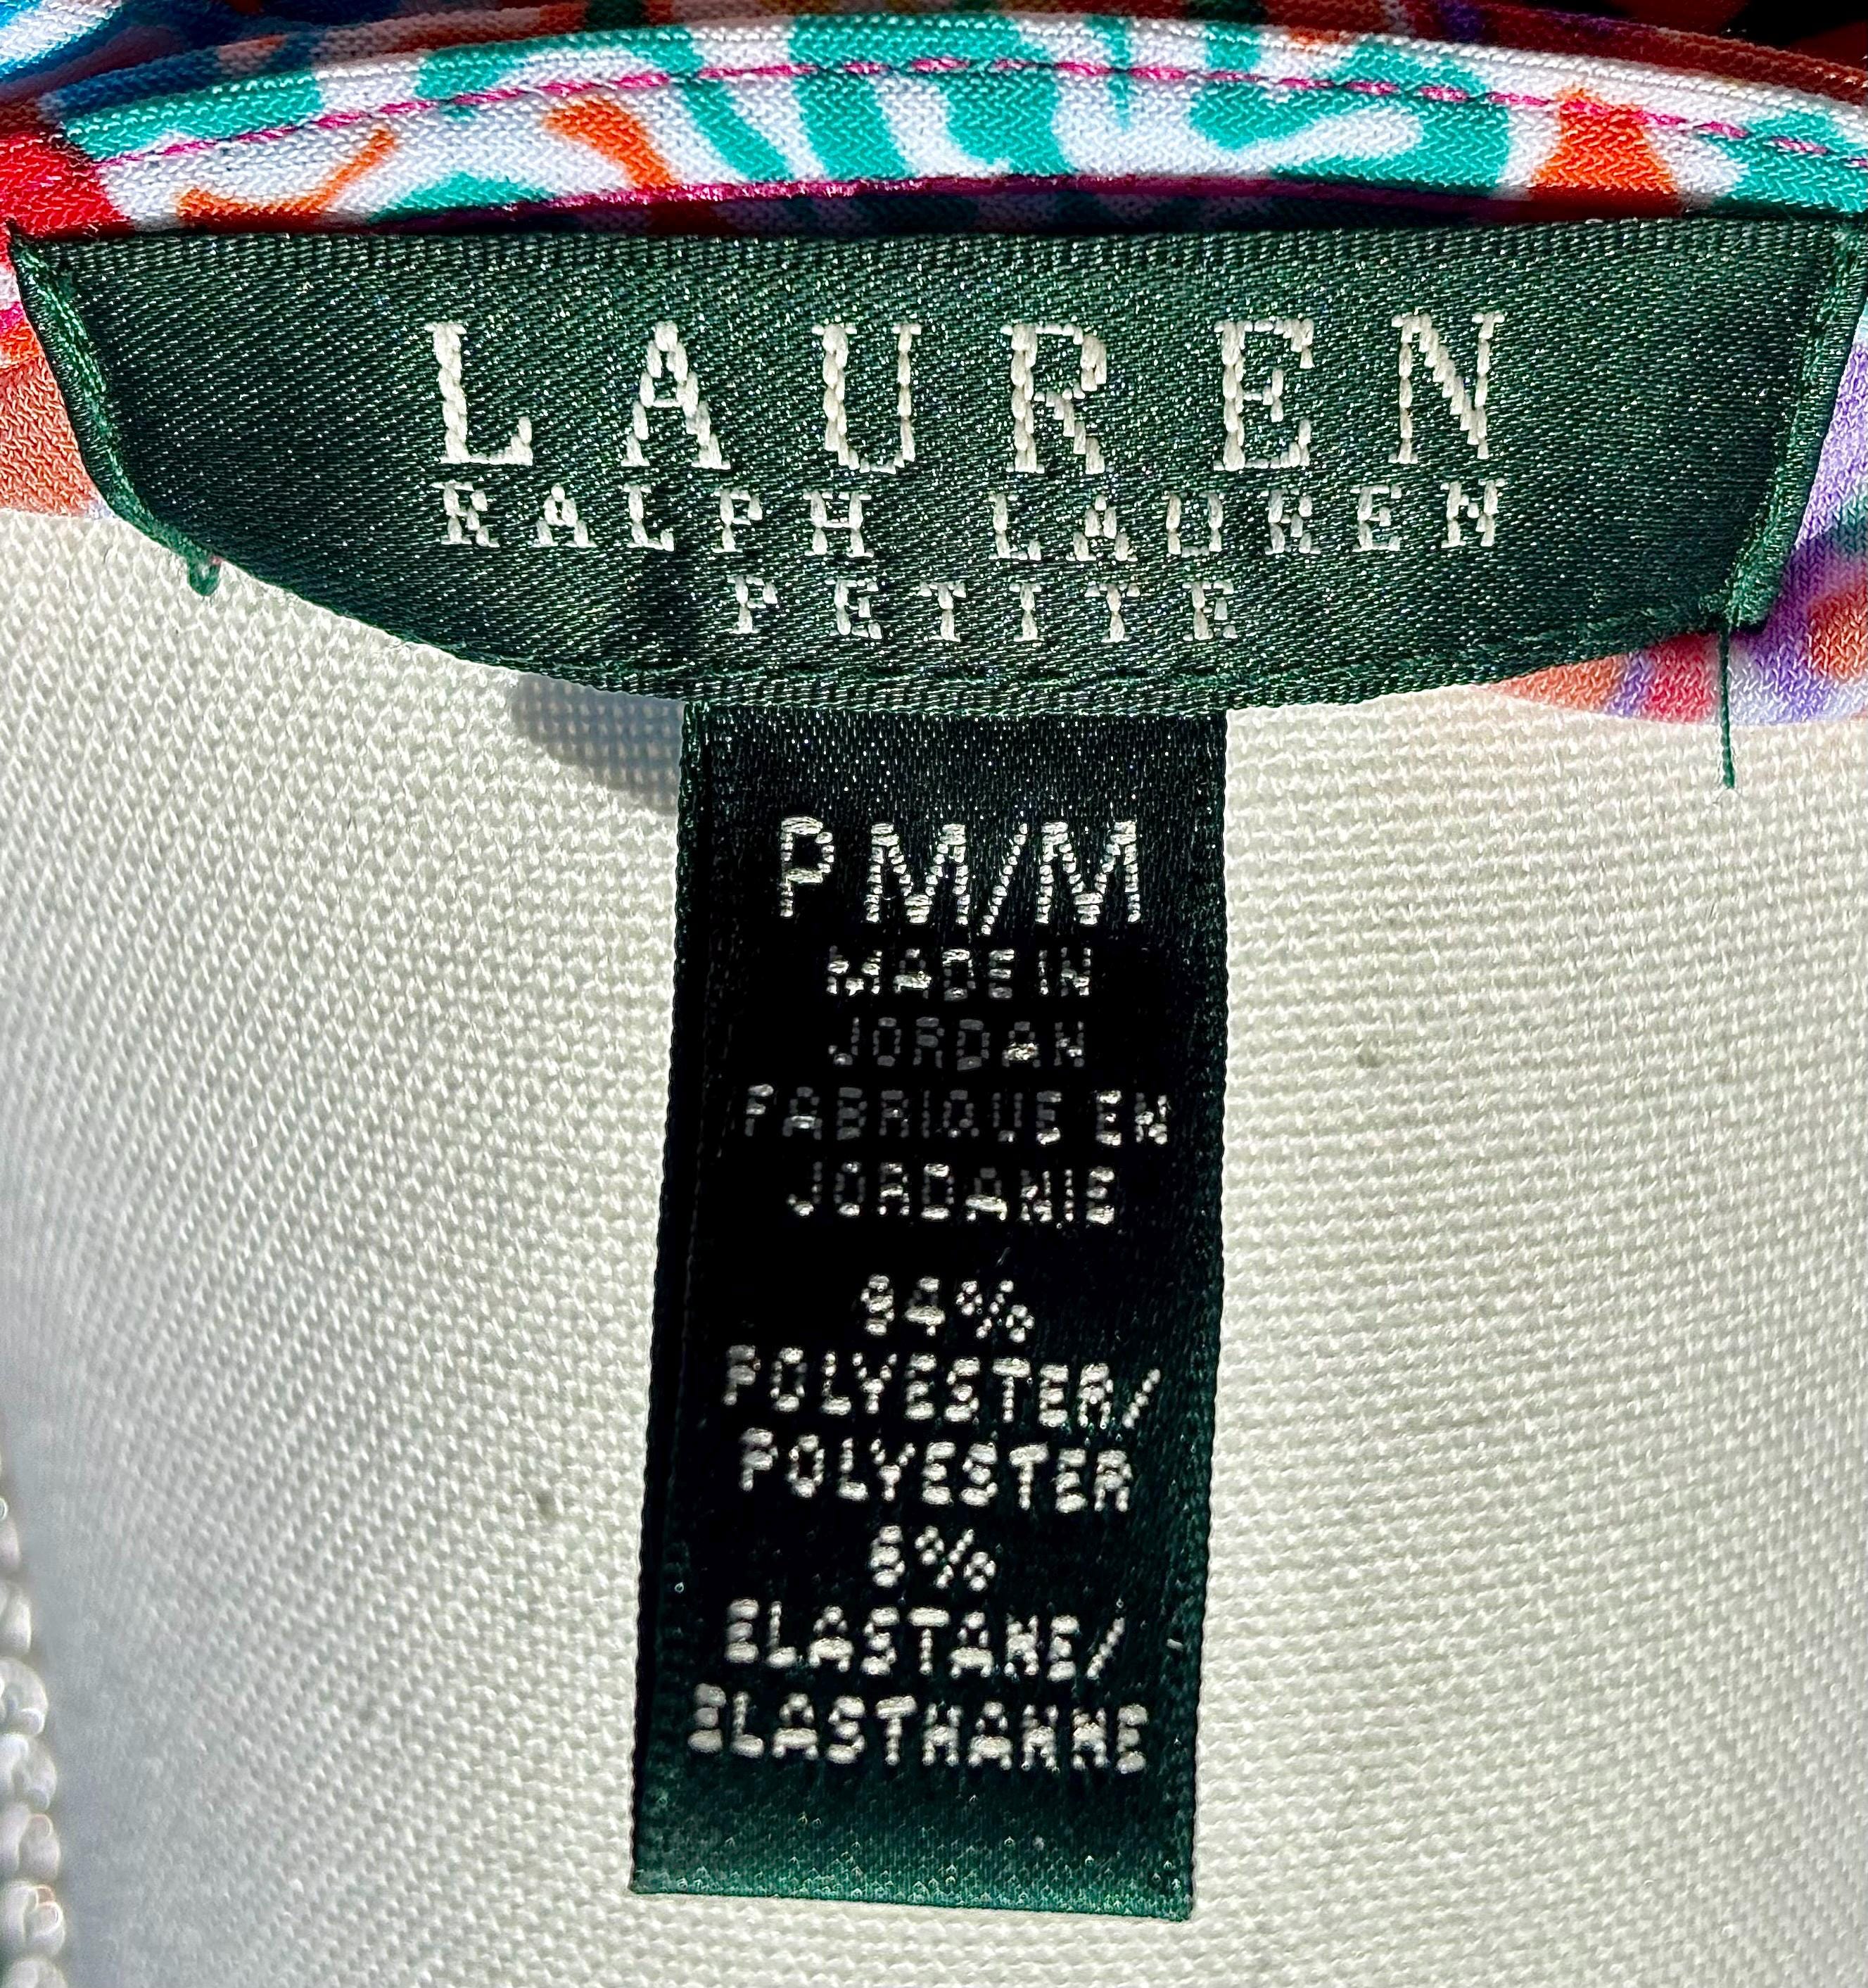 LAUREN
RALPH LAUREN
PETITE
PM/M
MADE IN
JORDAN
FABRIQUE EN
JORDANIE
94%
POLYESTER/
POLYESTER
6%
ELASTANE/
ELASTHANNE